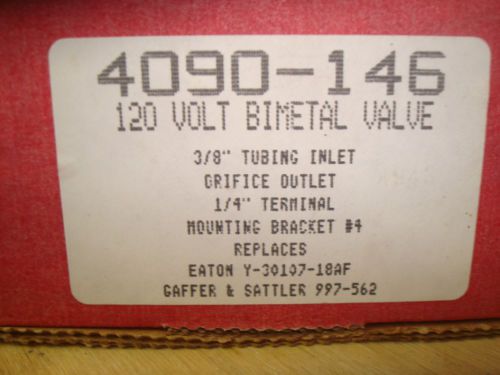 4090-146
120 VOLT BIMETAL VALVE
3/8" TUBING INLET
ORIFICE OUTLET
1/4" TERMINAL
MOUNTING BRACKET #4
REPLACES
EATON Y-30107-18AF
GAFFER & SATTLER 997-562